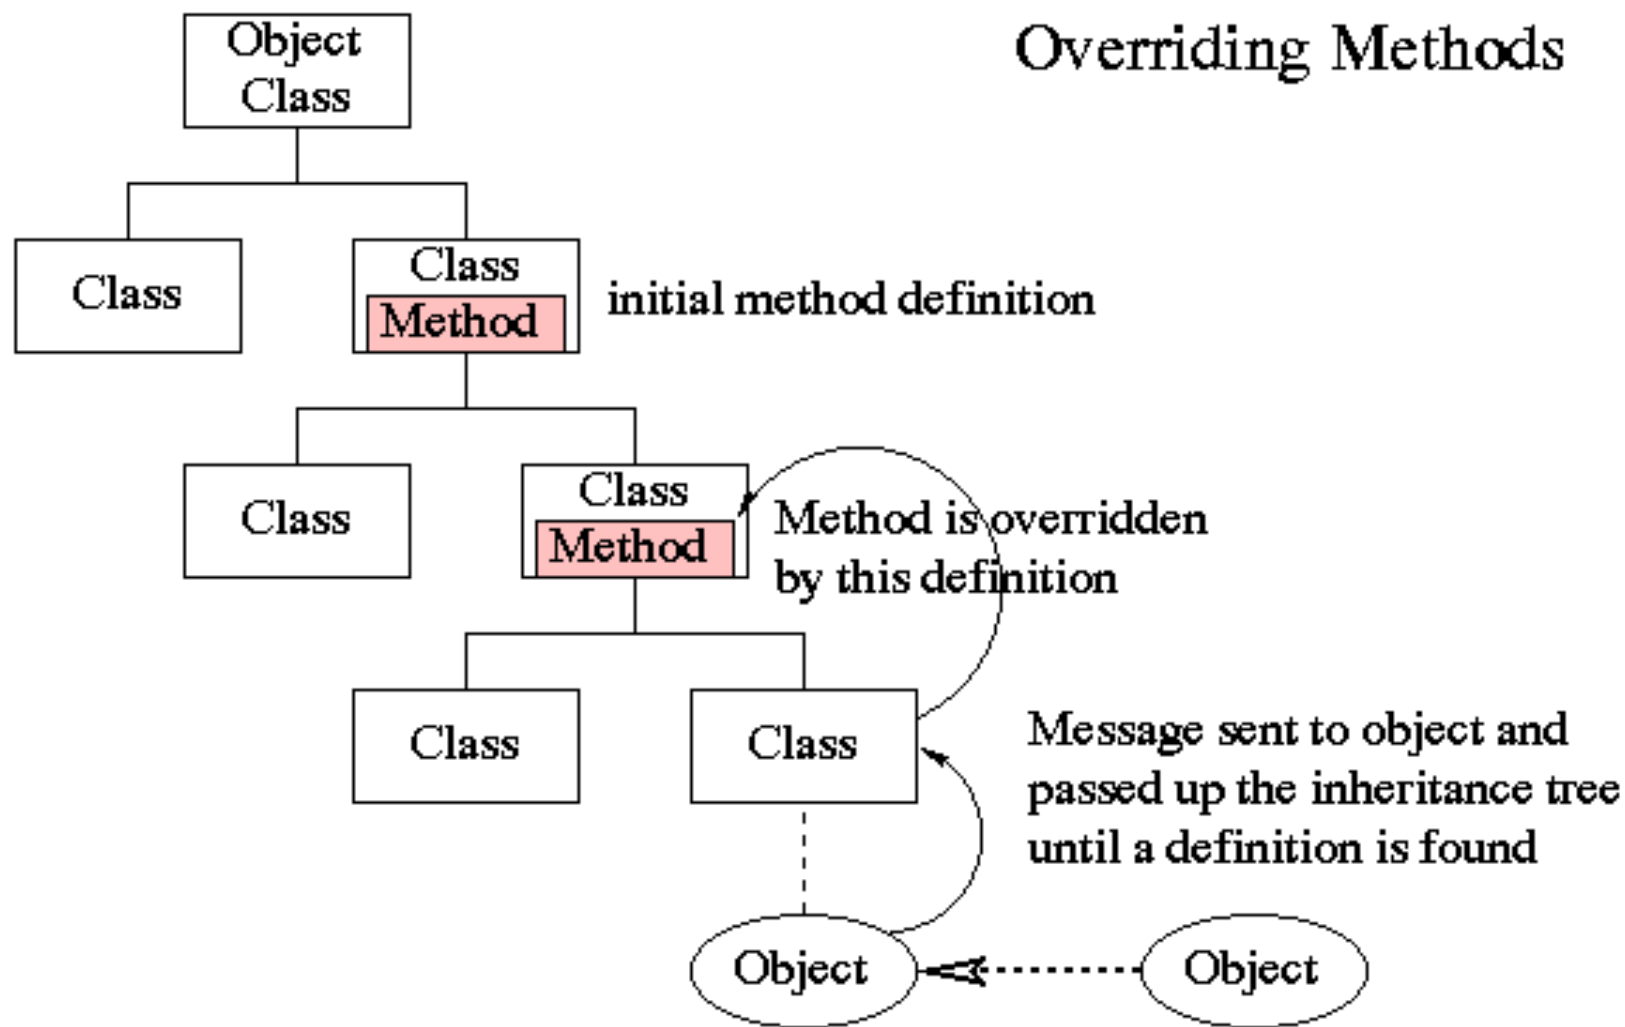 Overriding Methods
Object
Class
Class
Class
Method
initial method definition
Class
Class
Method
Method is overridden
by this definition
Class
Class
Message sent to object and
passed up the inheritance tree
until a definition is found
Object
Object